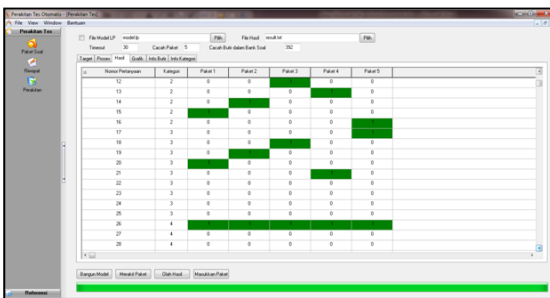 Perakitan Tes Otomatis - [Perakitan Tes]
File View Window Bantuan
Perakitan Tes
Paket Soal
Riwayat
Perakitan
Referensi
File Model LP model.lp Pilih File Hasil result.txt Pilih
Timeout 30 Cacah Paket 5 Cacah Butir dalam Bank Soal 392
Target Proses Hasil Grafik Info Butir Info Kategori
Nomor Pertanyaan Kategori Paket 1 Paket 2 Paket 3 Paket 4 Paket 5
12 2 0 0 1 0 0
13 2 0 0 0 1 0
14 2 0 1 0 0 0
15 2 1 0 0 0 0
16 2 0 0 0 0 1
17 3 0 0 0 0 1
18 3 0 0 1 0 0
19 3 0 1 0 0 0
20 3 1 0 0 0 0
21 3 0 0 0 1 0
22 3 0 0 0 0 0
23 3 0 0 0 0 0
24 3 0 0 0 0 0
25 3 0 0 0 0 0
26 4 1 1 1 1 1
27 4 0 0 0 0 0
28 4 0 0 0 0 0
Bangun Model Merakit Paket Olah Hasil Masukkan Paket